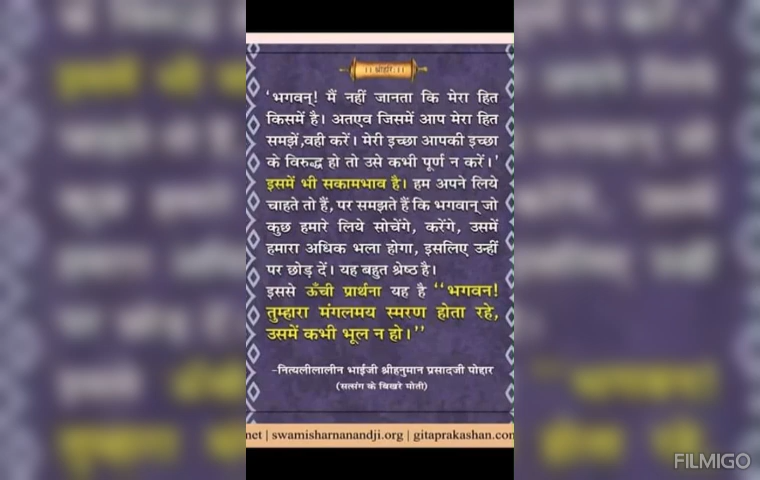 ।। श्रीहरिः ।।
'भगवन्! मैं नहीं जानता कि मेरा हित
किसमें है। अतएव जिसमें आप मेरा हित
समझें,वही करें। मेरी इच्छा आपकी इच्छा
के विरुद्ध हो तो उसे कभी पूर्ण न करें।'
इसमें भी सकामभाव है। हम अपने लिये
चाहते तो हैं, पर समझते हैं कि भगवान् जो
कुछ हमारे लिये सोचेंगे, करेंगे, उसमें
हमारा अधिक भला होगा, इसलिए उन्हीं
पर छोड़ दें। यह बहुत श्रेष्ठ है।
इससे ऊँची प्रार्थना यह है ‘‘भगवन!
तुम्हारा मंगलमय स्मरण होता रहे,
उसमें कभी भूल न हो।’’
-नित्यलीलालीन भाईजी श्रीहनुमान प्रसादजी पोद्दार
(सत्संग के बिखरे मोती)
net | swamisharnanandji.org | gitaprakashan.com
FILMIGO